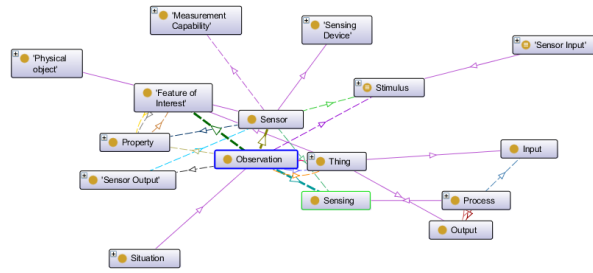 'Measurement
Capability'
'Sensing
Device'
'Sensor Input'
'Physical
object'
'Feature of
Interest'
Stimulus
Sensor
Property
Input
Observation
Thing
'Sensor Output'
Sensing
Process
Output
Situation